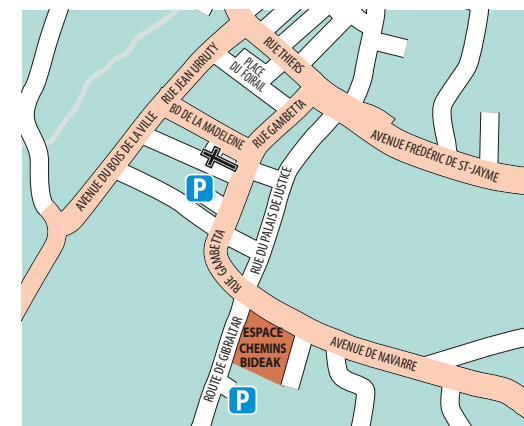 RUE THIERS
RUE JEAN URRUTY
PLACE
DU FOIRAIL
BD DE LA MADELEINE
RUE GAMBETTA
AVENUE FRÉDÉRIC DE ST-JAYME
AVENUE DU BOIS DE LA VILLE
P
RUE DU PALAIS DE JUSTICE
RUE GAMBETTA
ESPACE
CHEMINS
BIDEAK
AVENUE DE NAVARRE
ROUTE DE GIBRALTAR
P